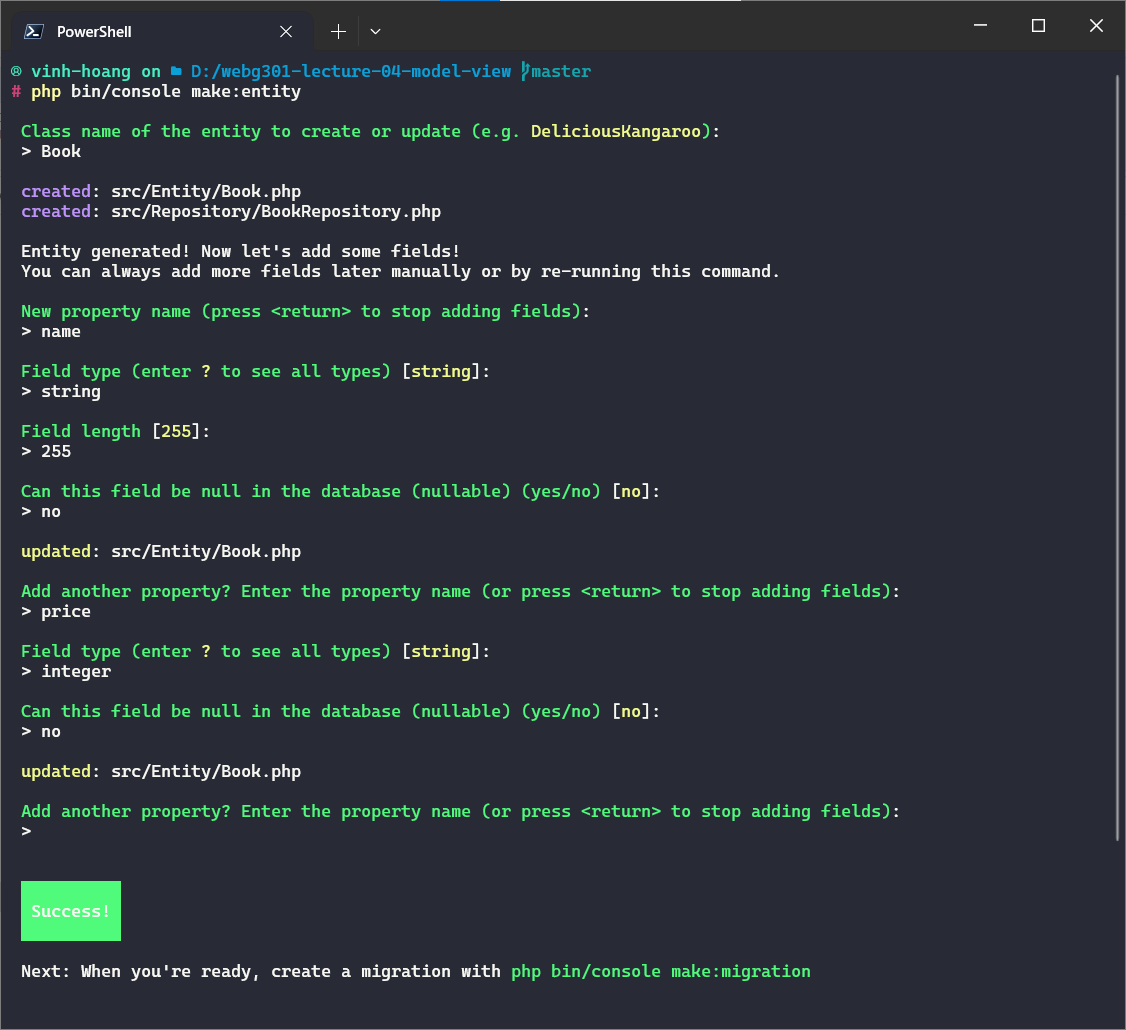 PowerShell
® vinh-hoang on D:/webg301-lecture-04-model-view master
# php bin/console make:entity
Class name of the entity to create or update (e.g. DeliciousKangaroo):
> Book
created: src/Entity/Book.php
created: src/Repository/BookRepository.php
Entity generated! Now let's add some fields!
You can always add more fields later manually or by re-running this command.
New property name (press <return> to stop adding fields):
> name
Field type (enter ? to see all types) [string]:
> string
Field length [255]:
> 255
Can this field be null in the database (nullable) (yes/no) [no]:
> no
updated: src/Entity/Book.php
Add another property? Enter the property name (or press <return> to stop adding fields):
> price
Field type (enter ? to see all types) [string]:
> integer
Can this field be null in the database (nullable) (yes/no) [no]:
> no
updated: src/Entity/Book.php
Add another property? Enter the property name (or press <return> to stop adding fields):
>
Success!
Next: When you're ready, create a migration with php bin/console make:migration